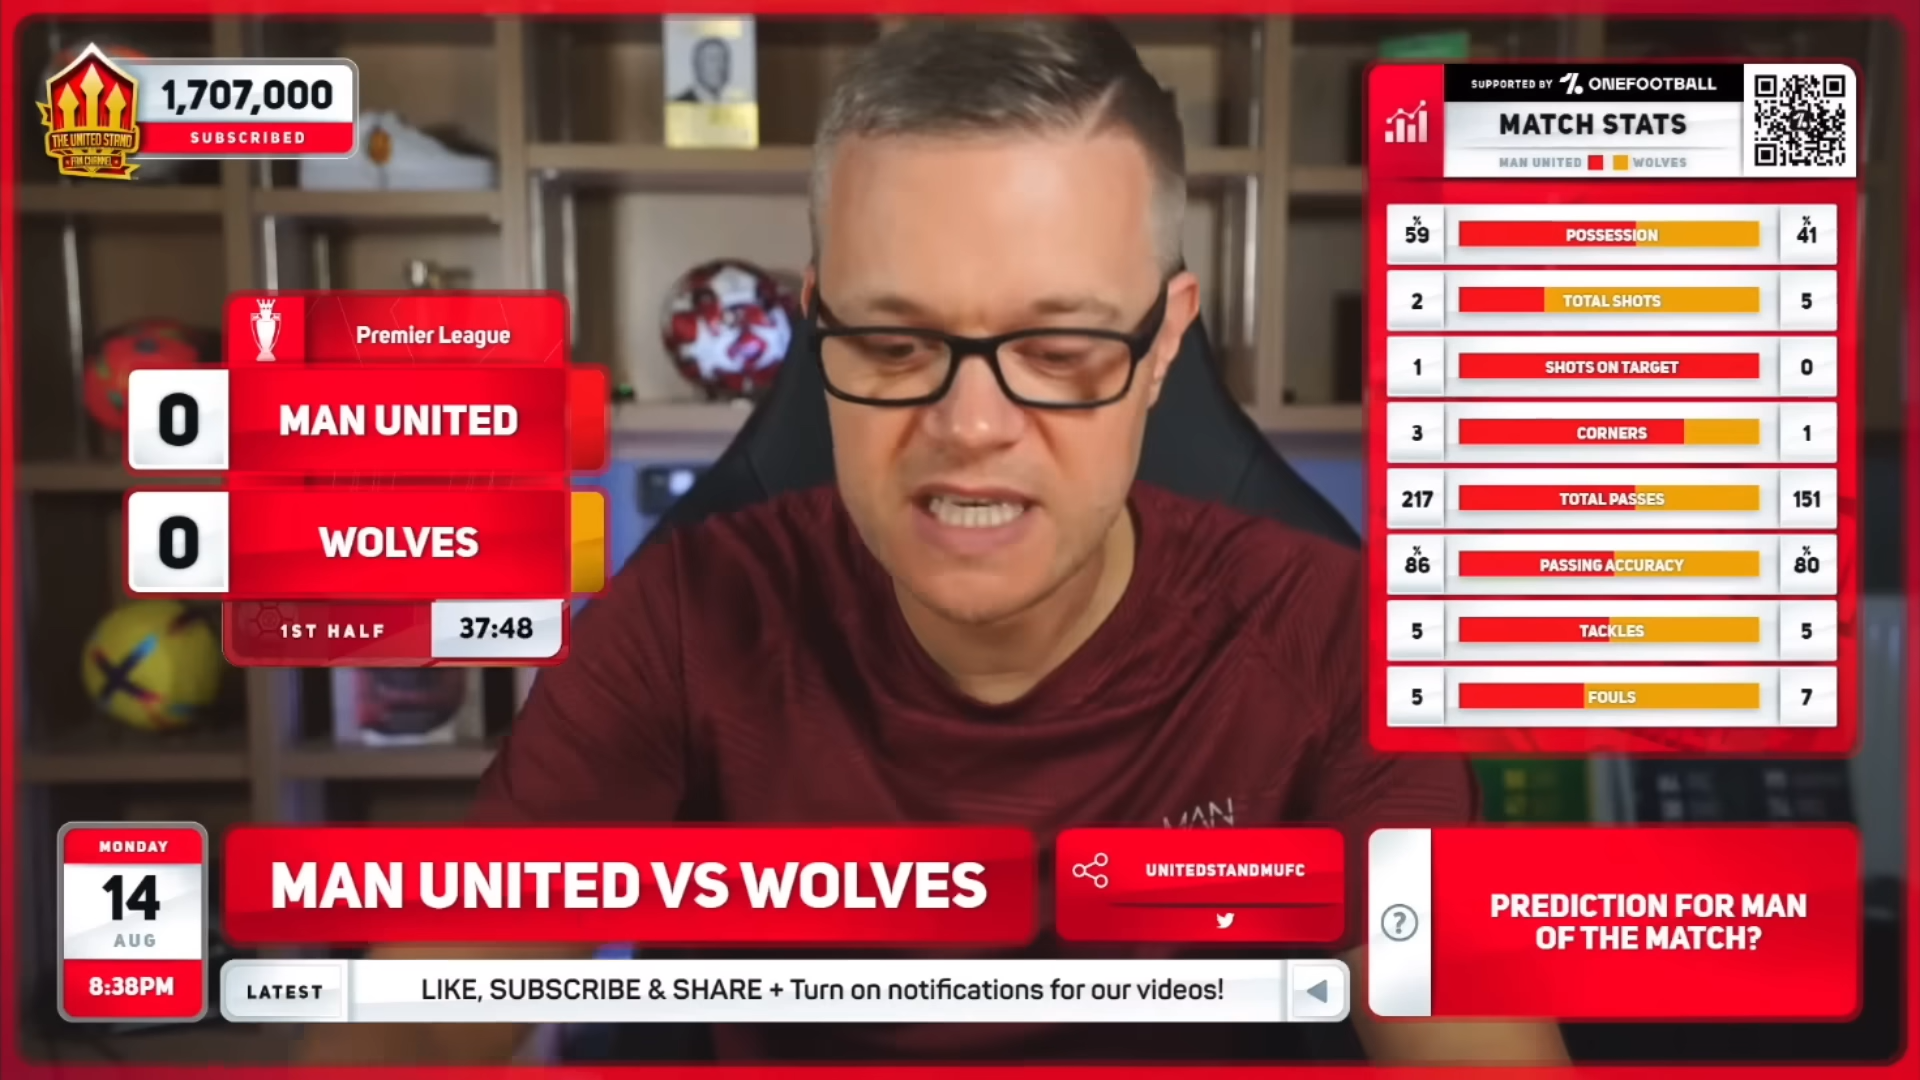 1,707,000
SUBSCRIBED
THE UNITED STAND
FAN CHANNEL
Premier League
0 MAN UNITED
0 WOLVES
1ST HALF 37:48
SUPPORTED BY ONEFOOTBALL
MATCH STATS
MAN UNITED WOLVES
% 59 POSSESSION % 41
2 TOTAL SHOTS 5
1 SHOTS ON TARGET 0
3 CORNERS 1
217 TOTAL PASSES 151
% 86 PASSING ACCURACY % 80
5 TACKLES 5
5 FOULS 7
MAN
MONDAY
14
AUG
8:38PM
MAN UNITED VS WOLVES
UNITEDSTANDMUFC
LATEST
LIKE, SUBSCRIBE & SHARE + Turn on notifications for our videos!
?
PREDICTION FOR MAN
OF THE MATCH?